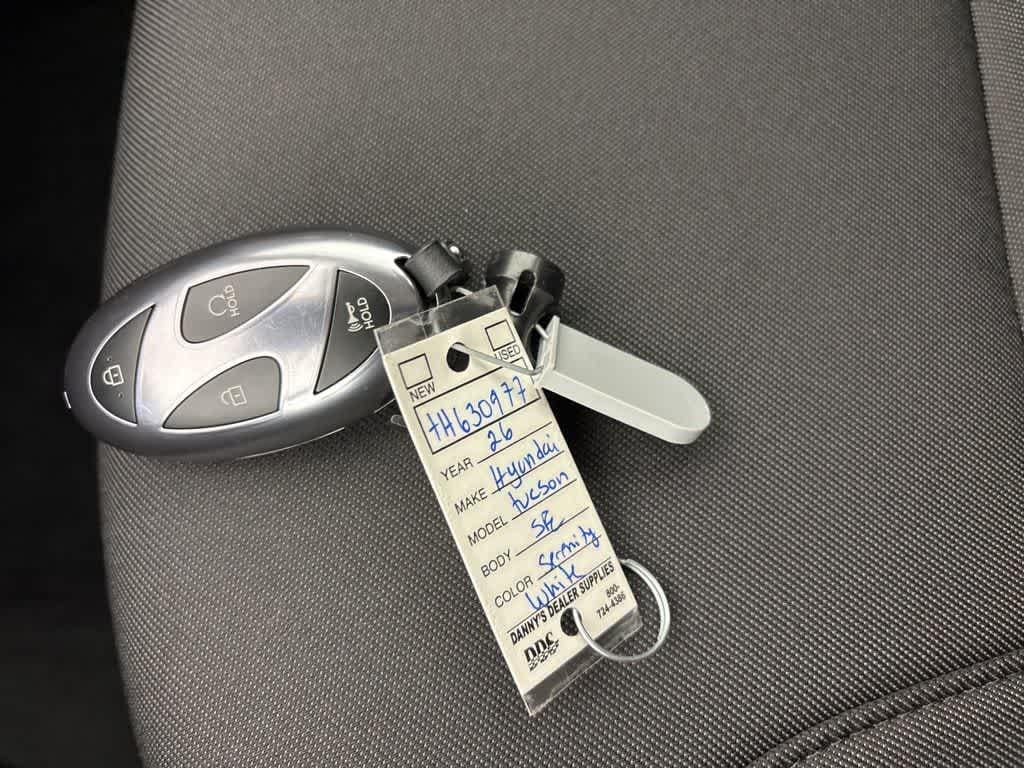 HOLD
HOLD
NEW
USED
tH630977
YEAR 26
MAKE Hyundai
MODEL tucson
BODY SE
COLOR Serenity
White
DANNY'S DEALER SUPPLIES
800-
724-4386
DDS